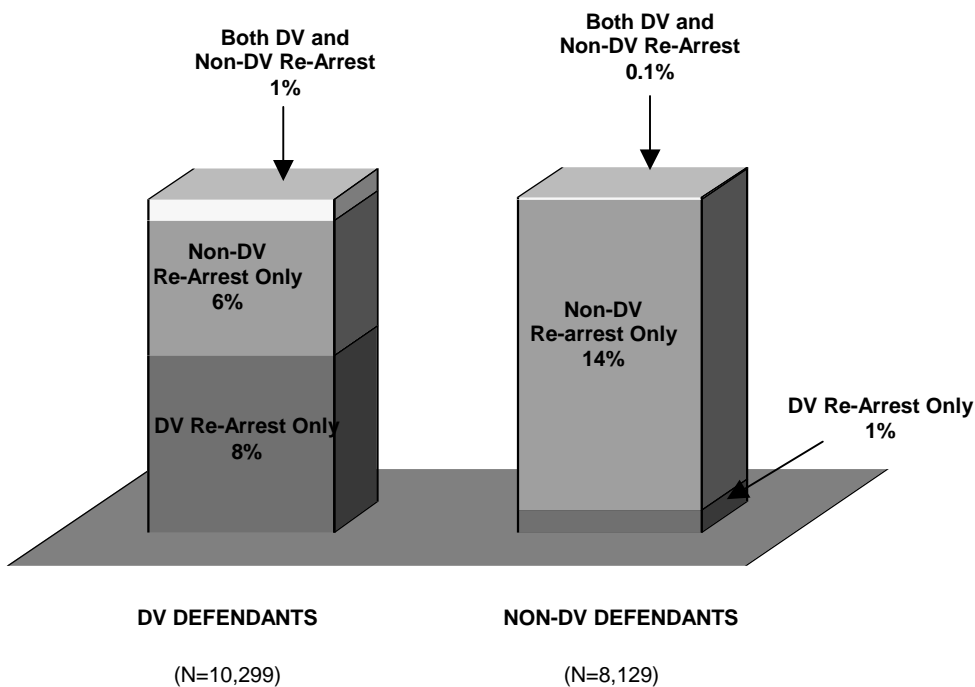 Both DV and
Non-DV Re-Arrest
1%
Both DV and
Non-DV Re-Arrest
0.1%
Non-DV
Re-Arrest Only
6%
DV Re-Arrest Only
8%
Non-DV
Re-arrest Only
14%
DV Re-Arrest Only
1%
DV DEFENDANTS
(N=10,299)
NON-DV DEFENDANTS
(N=8,129)